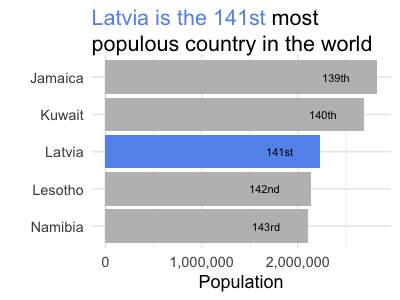 Latvia is the 141st most
populous country in the world
Jamaica 139th
Kuwait 140th
Latvia 141st
Lesotho 142nd
Namibia 143rd
0 1,000,000 2,000,000
Population